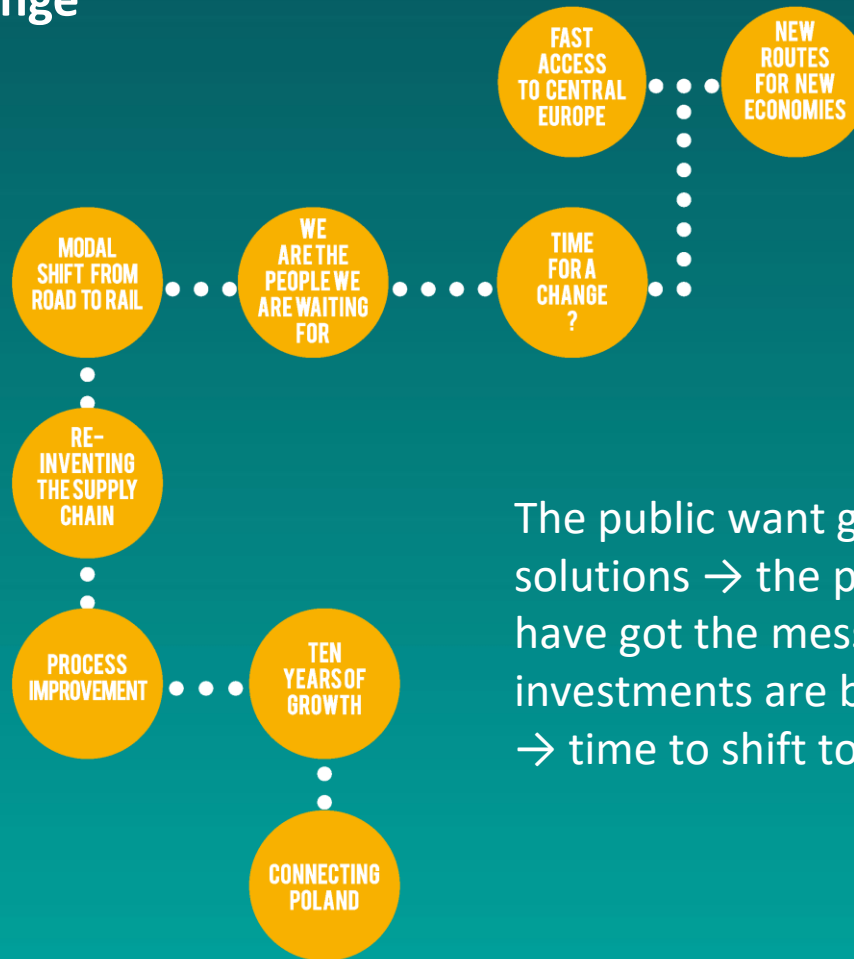 FAST
ACCESS
TO CENTRAL
EUROPE
NEW
ROUTES
FOR NEW
ECONOMIES
MODAL
SHIFT FROM
ROAD TO RAIL
WE
ARE THE
PEOPLE WE
ARE WAITING
FOR
TIME
FOR A
CHANGE
?
RE-
INVENTING
THE SUPPLY
CHAIN
PROCESS
IMPROVEMENT
TEN
YEARS OF
GROWTH
CONNECTING
POLAND
The public want
solutions → the
have got the
investments are
→ time to shift to